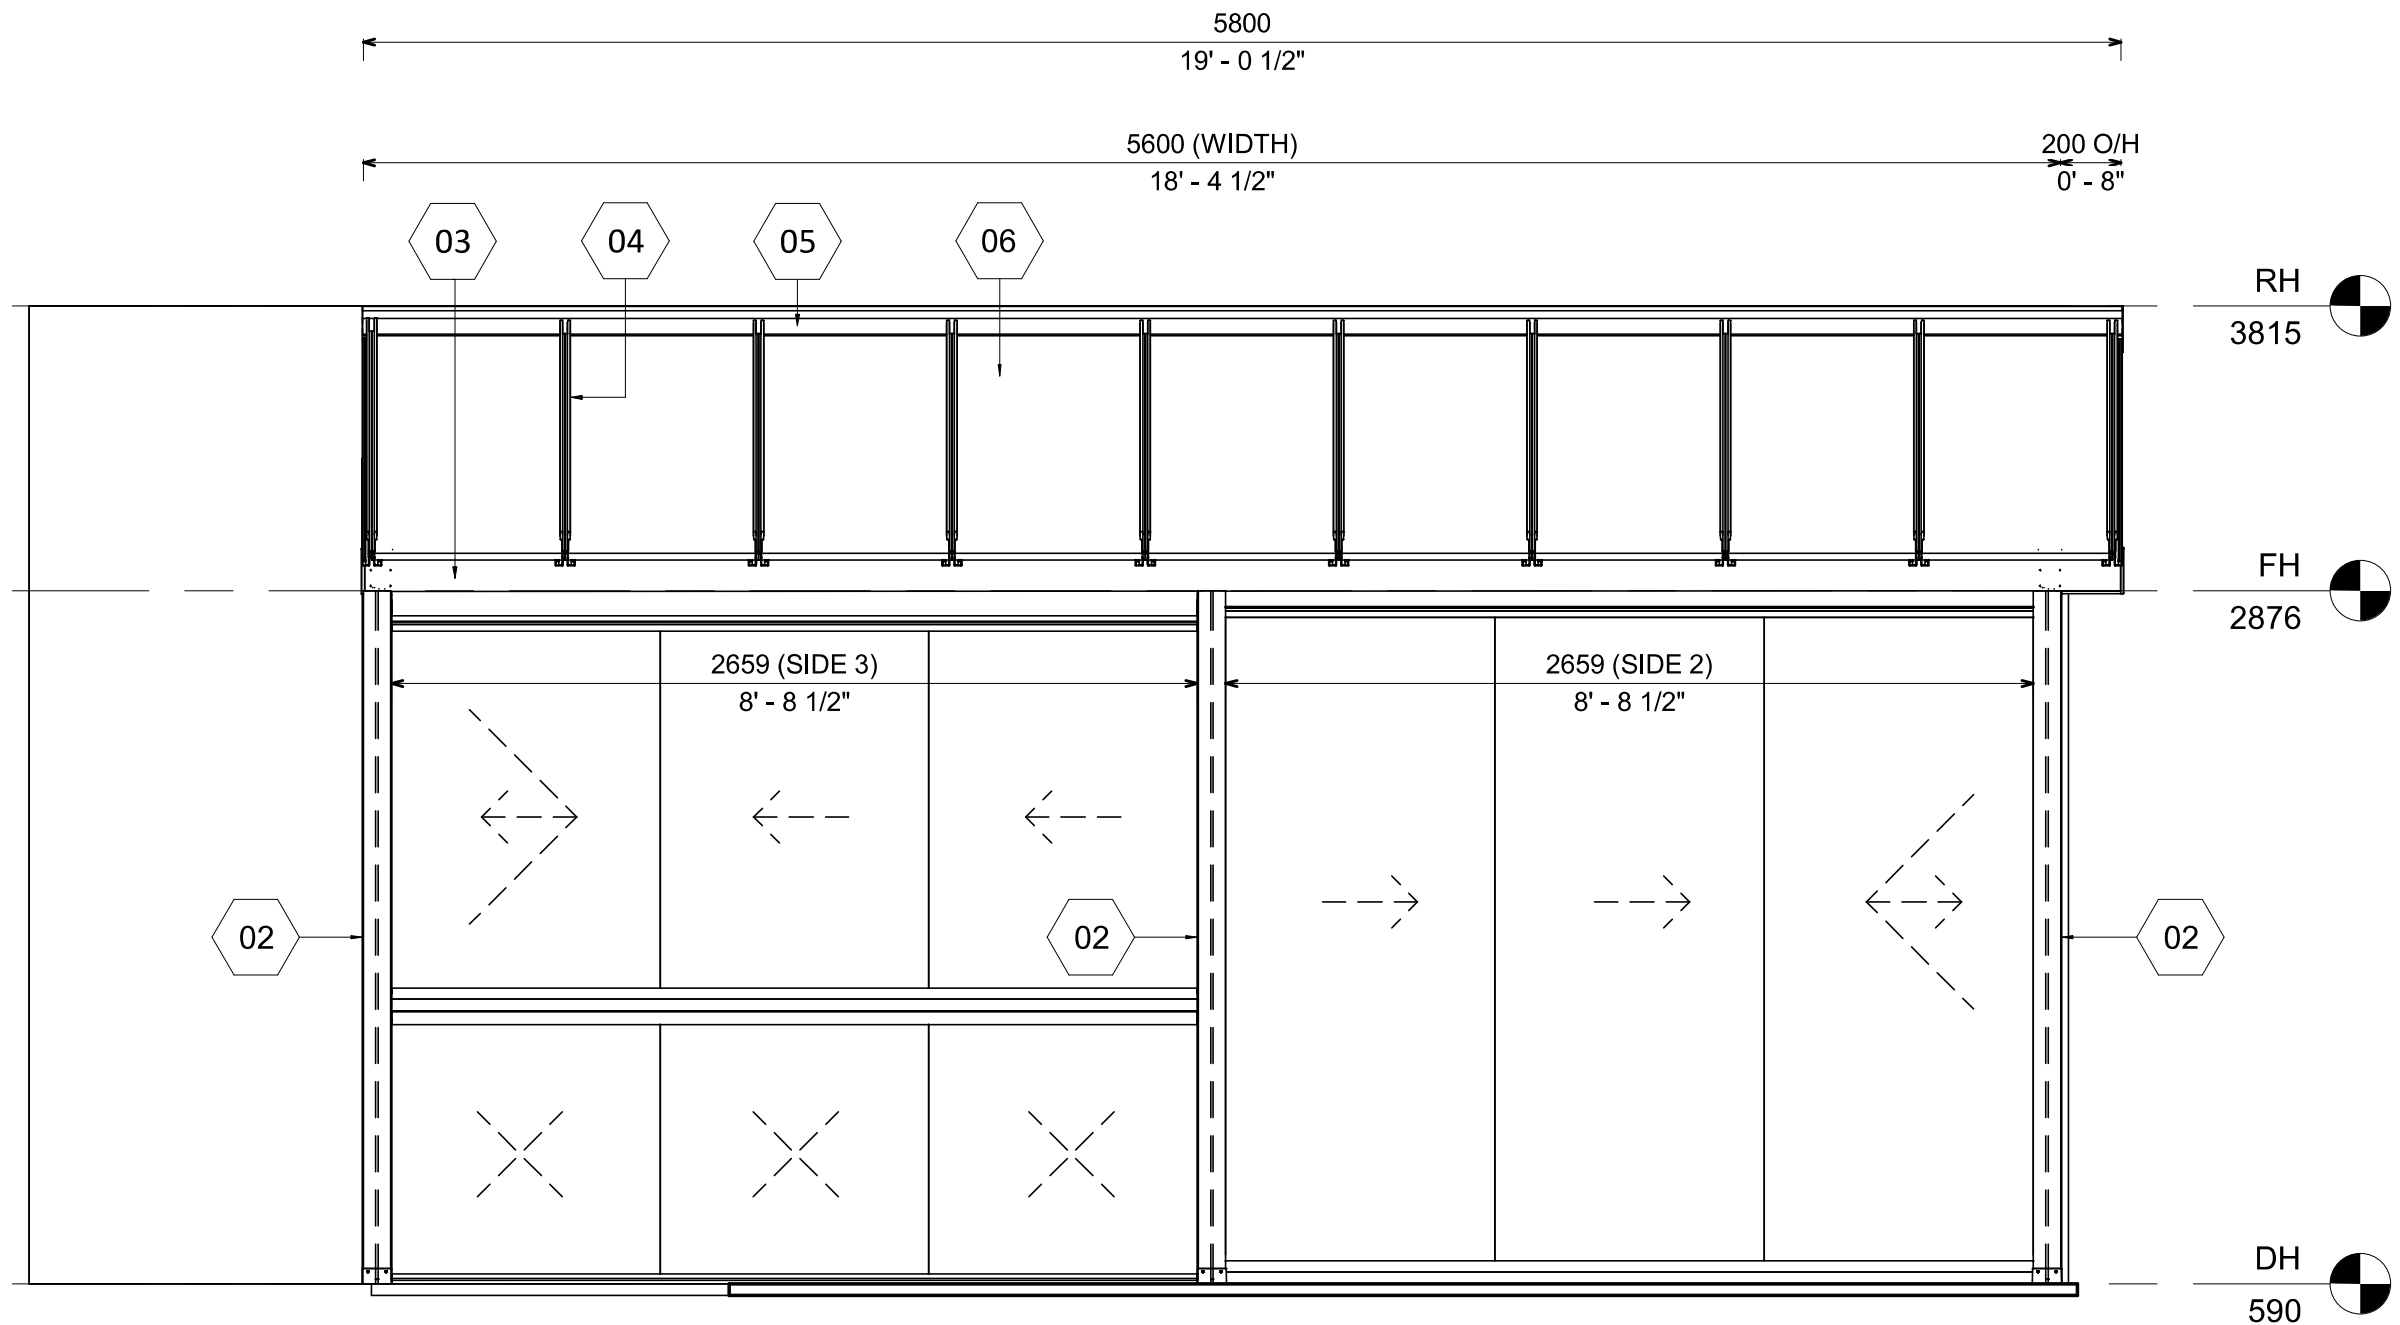 5800
19' - 0 1/2"
5600 (WIDTH)
200 O/H
18' - 4 1/2"
0' - 8"
03
04
05
06
RH
3815
FH
2876
2659 (SIDE 3)
8' - 8 1/2"
2659 (SIDE 2)
8' - 8 1/2"
02
02
02
DH
590